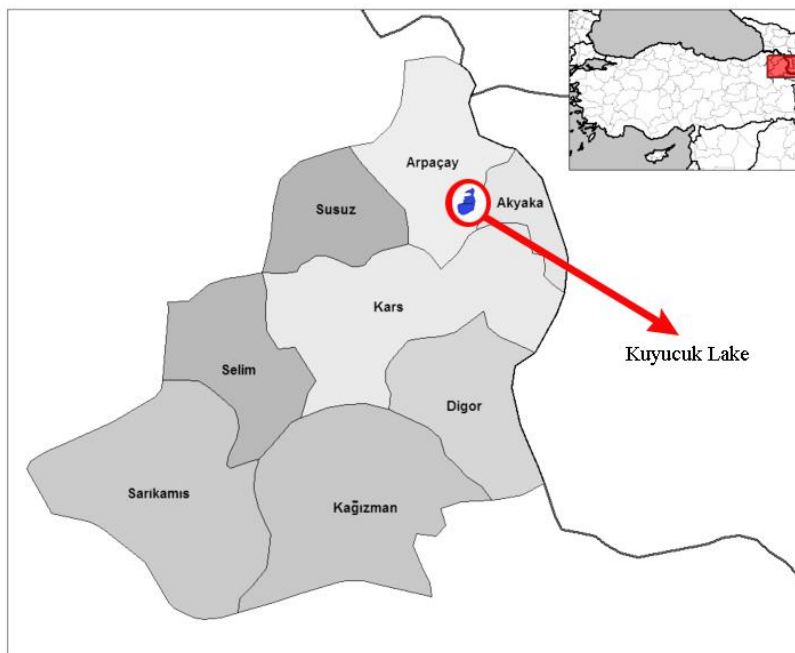 Arpaçay
Akyaka
Susuz
Kars
Kuyucuk Lake
Selim
Digor
Sarıkamıs
Kağızman